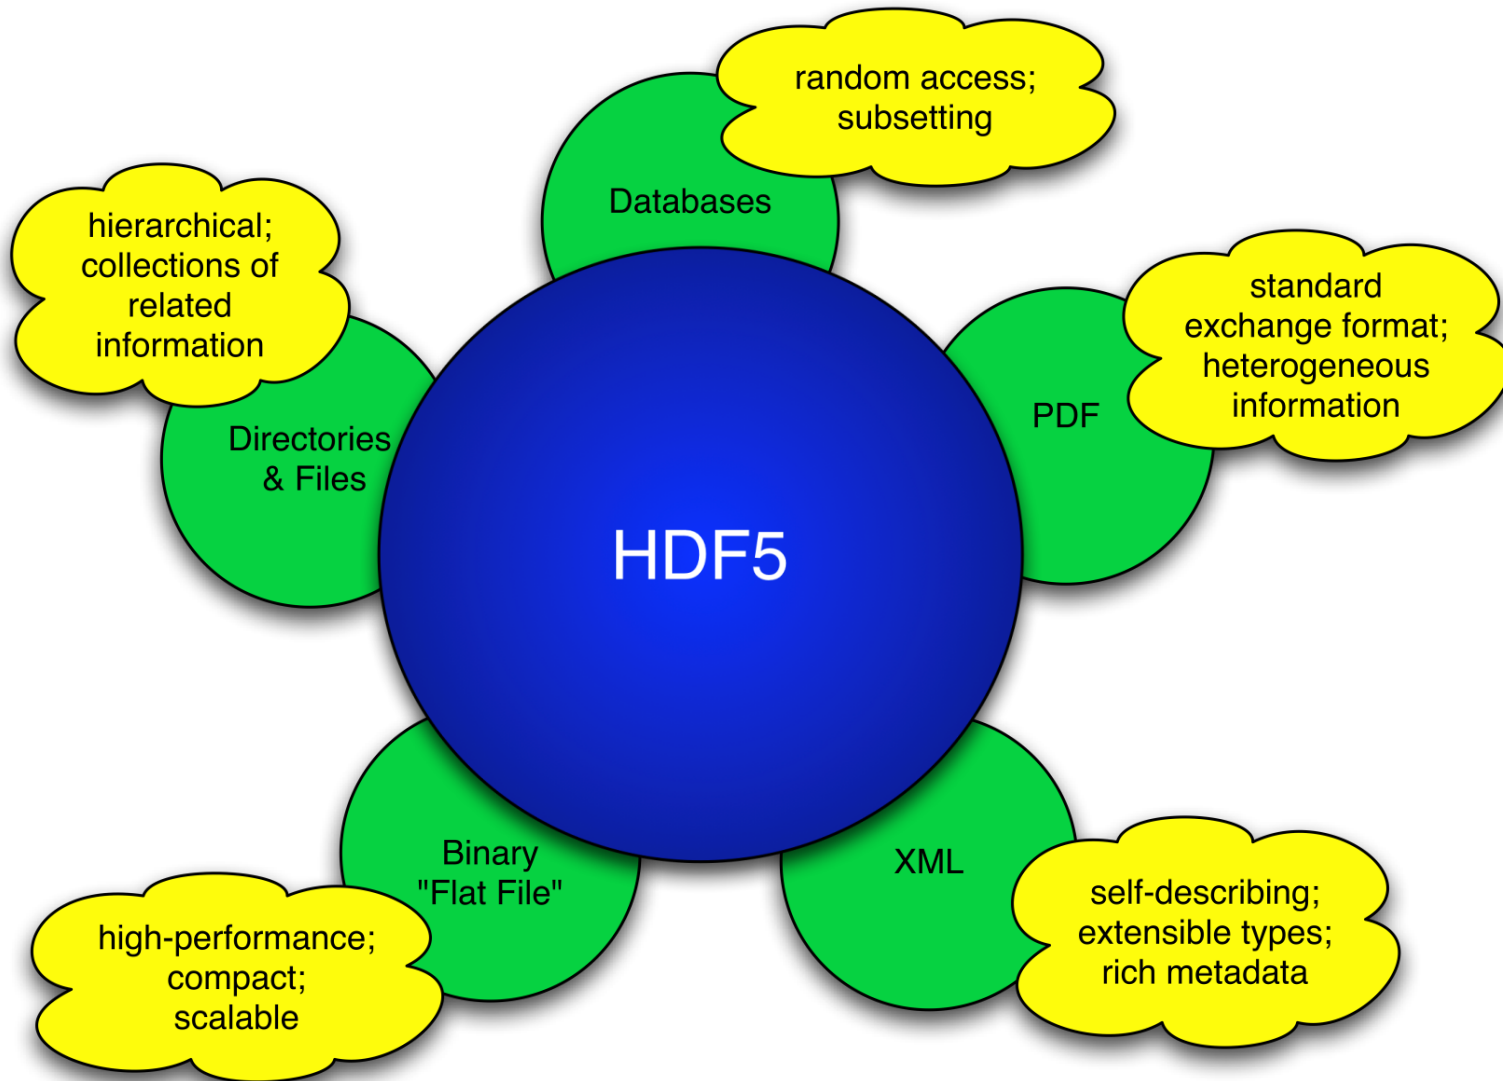 random access;
subsetting
Databases
hierarchical;
collections of
related
information
Directories
& Files
standard
exchange format;
heterogeneous
information
PDF
HDF5
Binary
"Flat File"
high-performance;
compact;
scalable
XML
self-describing;
extensible types;
rich metadata